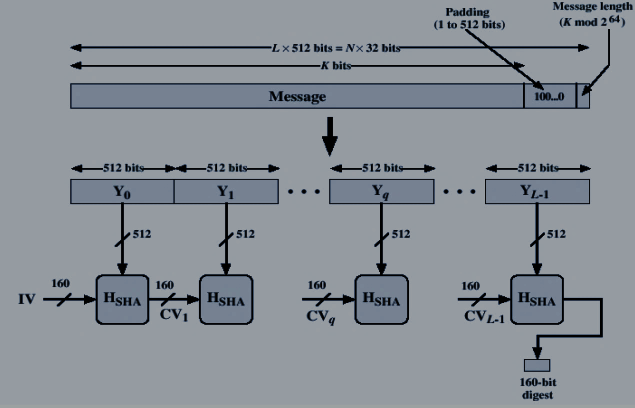 Padding
(1 to 512 bits)
Message length
(K mod 2^64)
L × 512 bits = N × 32 bits
K bits
Message
100...0
512 bits
512 bits
512 bits
512 bits
Y0
Y1
• • •
Yq
• • •
YL-1
512
512
512
512
IV
160
HSHA
160
CV1
HSHA
160
CVq
HSHA
160
CVL-1
HSHA
160-bit
digest